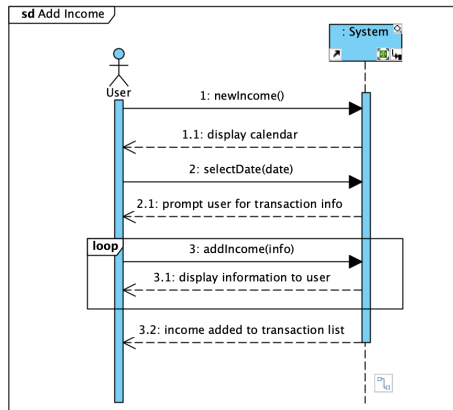 sd Add Income
: System
User
1: newIncome()
1.1: display calendar
2: selectDate(date)
2.1: prompt user for transaction info
loop
3: addIncome(info)
3.1: display information to user
3.2: income added to transaction list